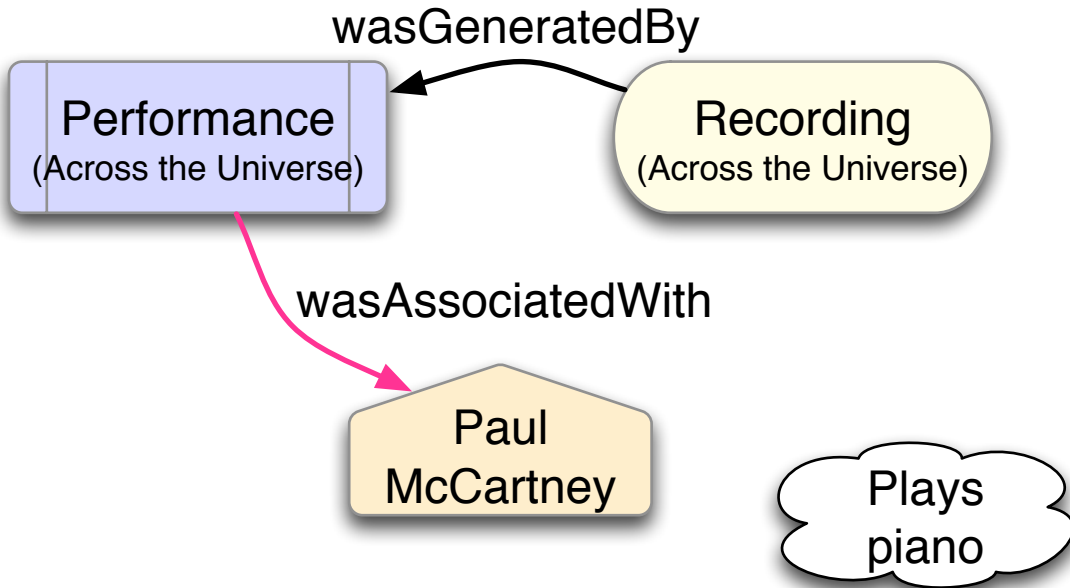 wasGeneratedBy
Performance
(Across the Universe)
Recording
(Across the Universe)
wasAssociatedWith
Paul
McCartney
Plays
piano